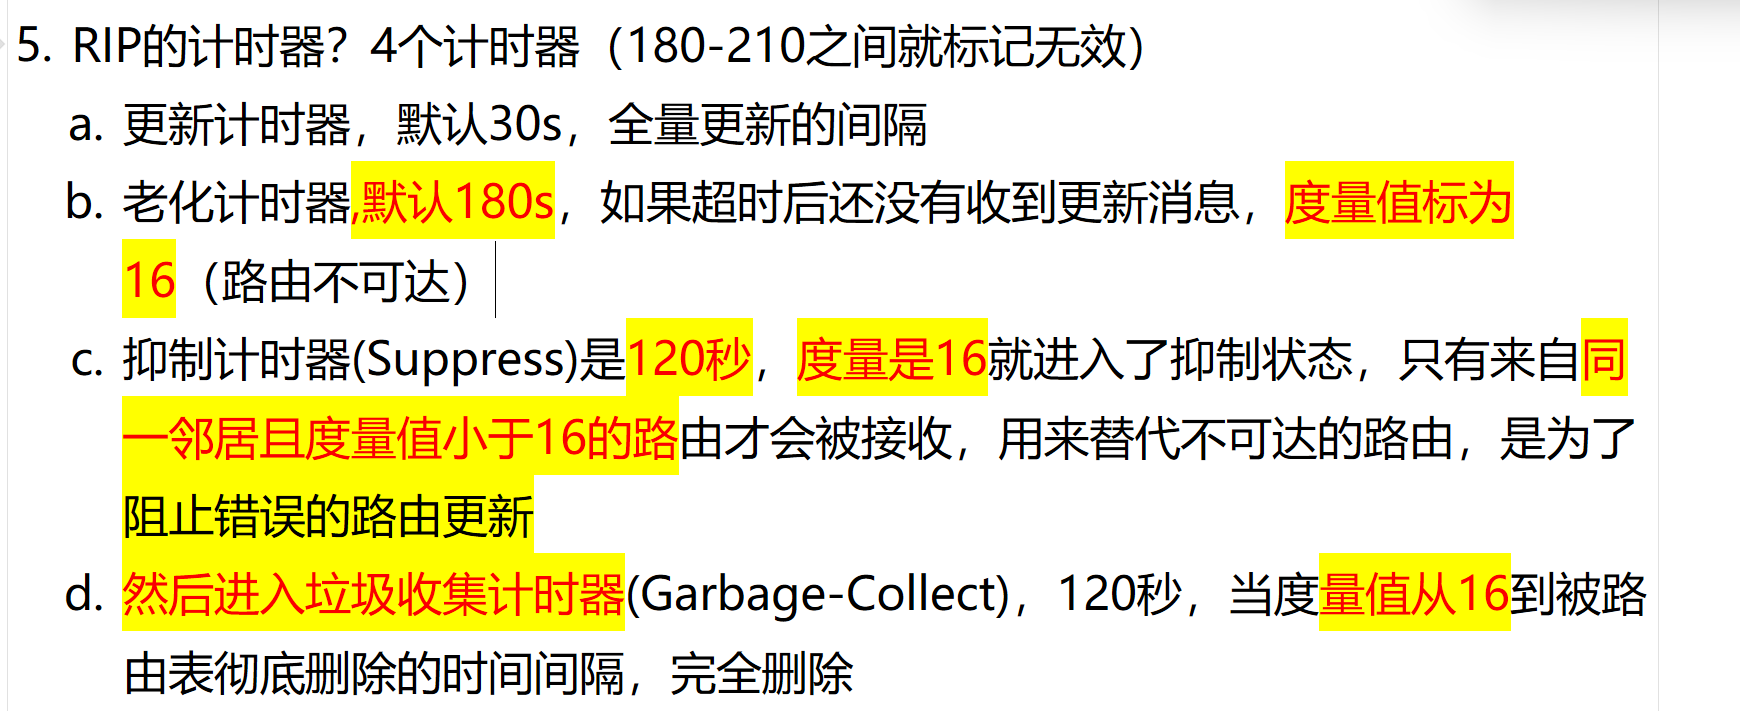 5. RIP的计时器？4个计时器（180-210之间就标记无效）
a. 更新计时器，默认30s，全量更新的间隔
b. 老化计时器,默认180s，如果超时后还没有收到更新消息，度量值标为
16（路由不可达）
c. 抑制计时器(Suppress)是120秒，度量是16就进入了抑制状态，只有来自同
一邻居且度量值小于16的路由才会被接收，用来替代不可达的路由，是为了
阻止错误的路由更新
d. 然后进入垃圾收集计时器(Garbage-Collect)，120秒，当度量值从16到被路
由表彻底删除的时间间隔，完全删除